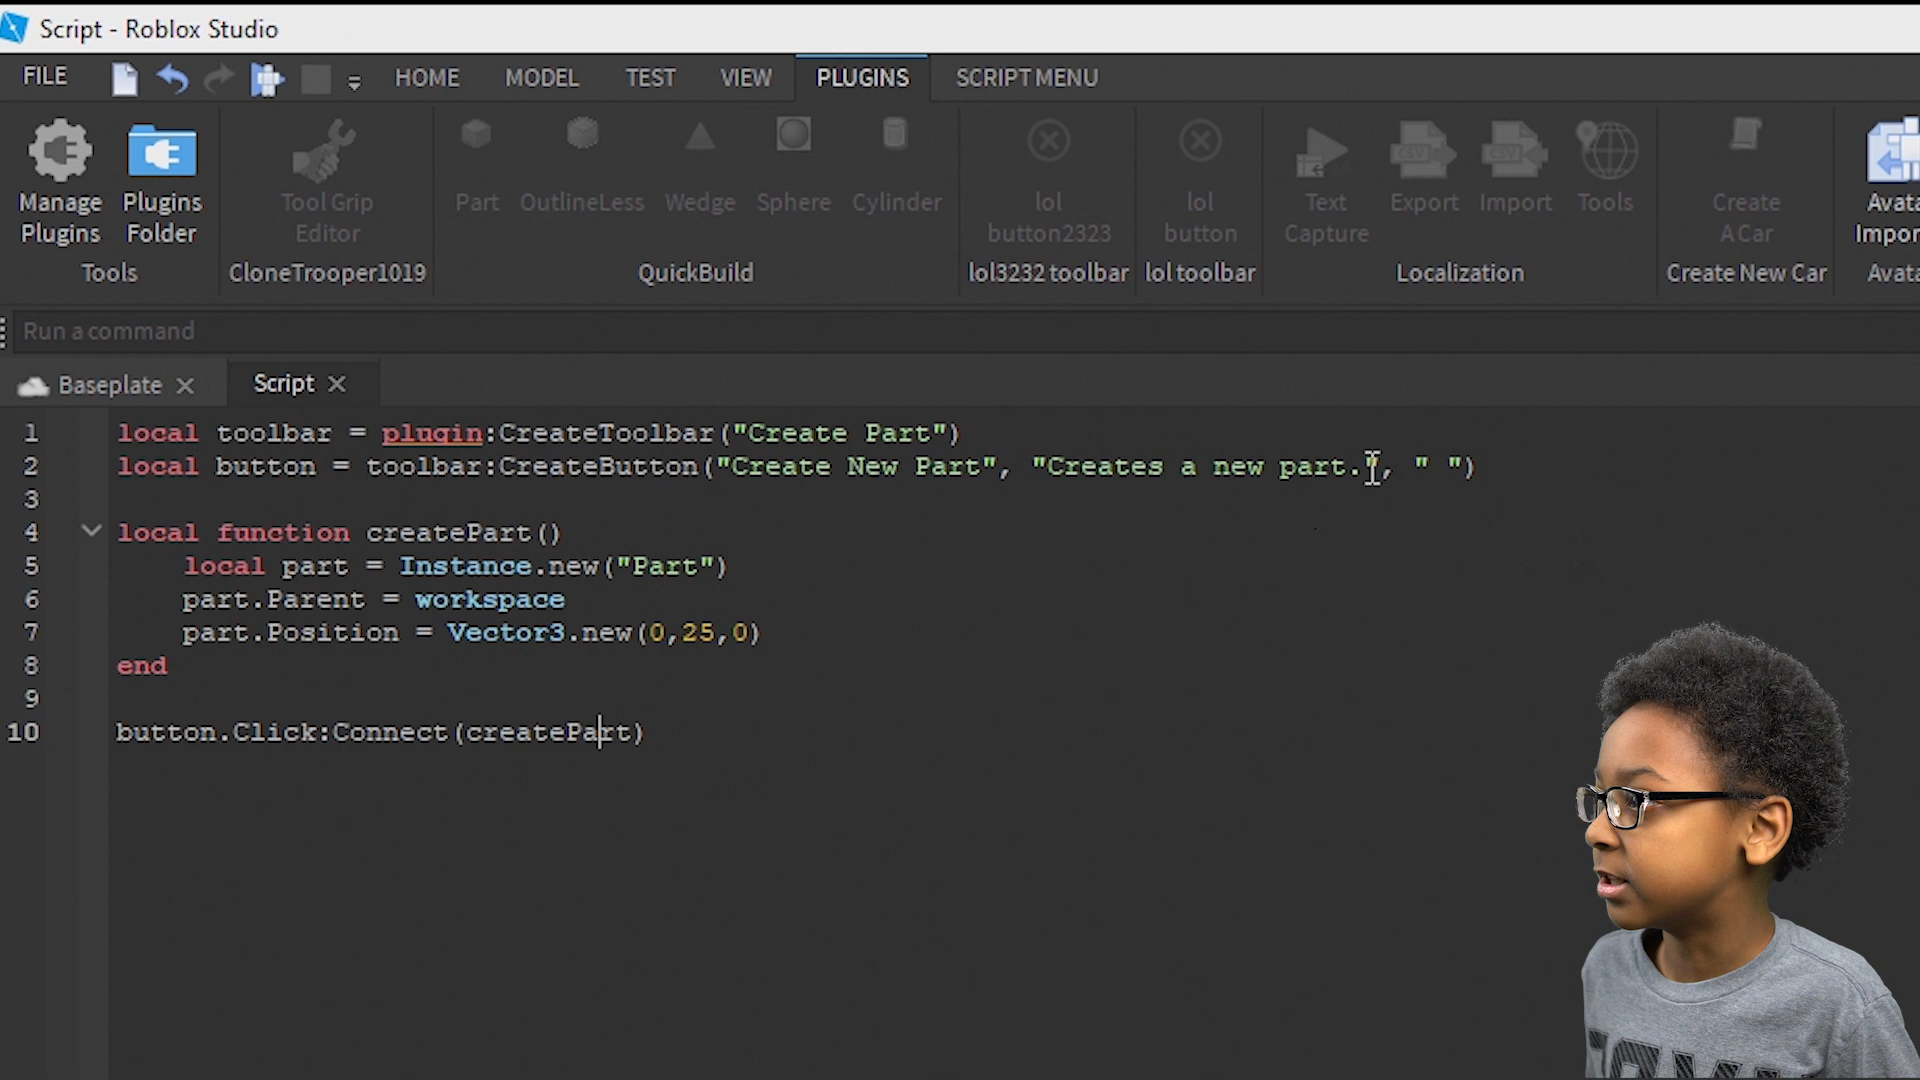 Script - Roblox Studio
FILE HOME MODEL TEST VIEW PLUGINS SCRIPT MENU
Manage Plugins
Plugins Folder
Tool Grip Editor
Part OutlineLess Wedge Sphere Cylinder
lol button2323
lol button
Text Capture
Export Import Tools
Create A Car
Avata
Impor
Tools CloneTrooper1019 QuickBuild lol3232 toolbar lol toolbar Localization Create New Car Avata
Run a command
Baseplate Script
1 local toolbar = plugin:CreateToolbar("Create Part")
2 local button = toolbar:CreateButton("Create New Part", "Creates a new part.", " ")
3
4 local function createPart()
5 local part = Instance.new("Part")
6 part.Parent = workspace
7 part.Position = Vector3.new(0,25,0)
8 end
9
10 button.Click:Connect(createPart)